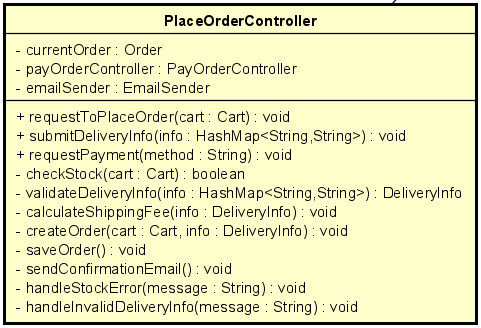 PlaceOrderController
- currentOrder : Order
- payOrderController : PayOrderController
- emailSender : EmailSender
+ requestToPlaceOrder(cart : Cart) : void
+ submitDeliveryInfo(info : HashMap<String,String>) : void
+ requestPayment(method : String) : void
- checkStock(cart : Cart) : boolean
- validateDeliveryInfo(info : HashMap<String,String>) : DeliveryInfo
- calculateShippingFee(info : DeliveryInfo) : void
- createOrder(cart : Cart, info : DeliveryInfo) : void
- saveOrder() : void
- sendConfirmationEmail() : void
- handleStockError(message : String) : void
- handleInvalidDeliveryInfo(message : String) : void